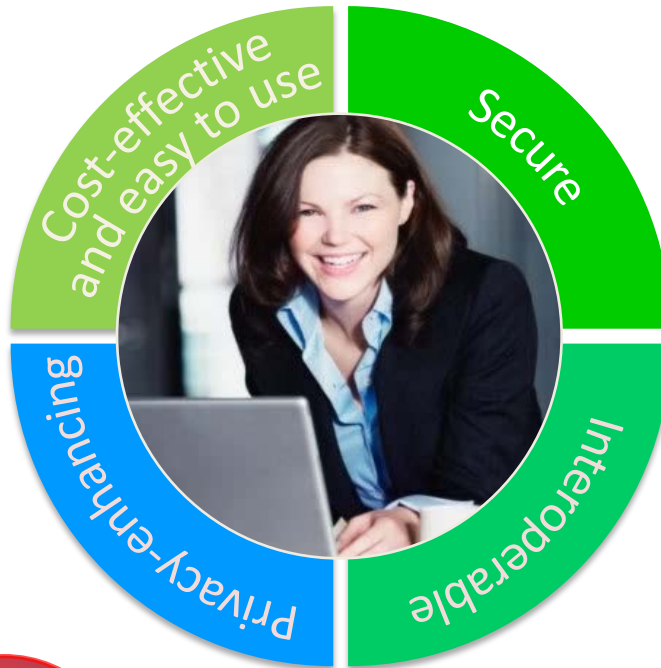 Cost-effective
and easy to use
Secure
Interoperable
Privacy-enhancing